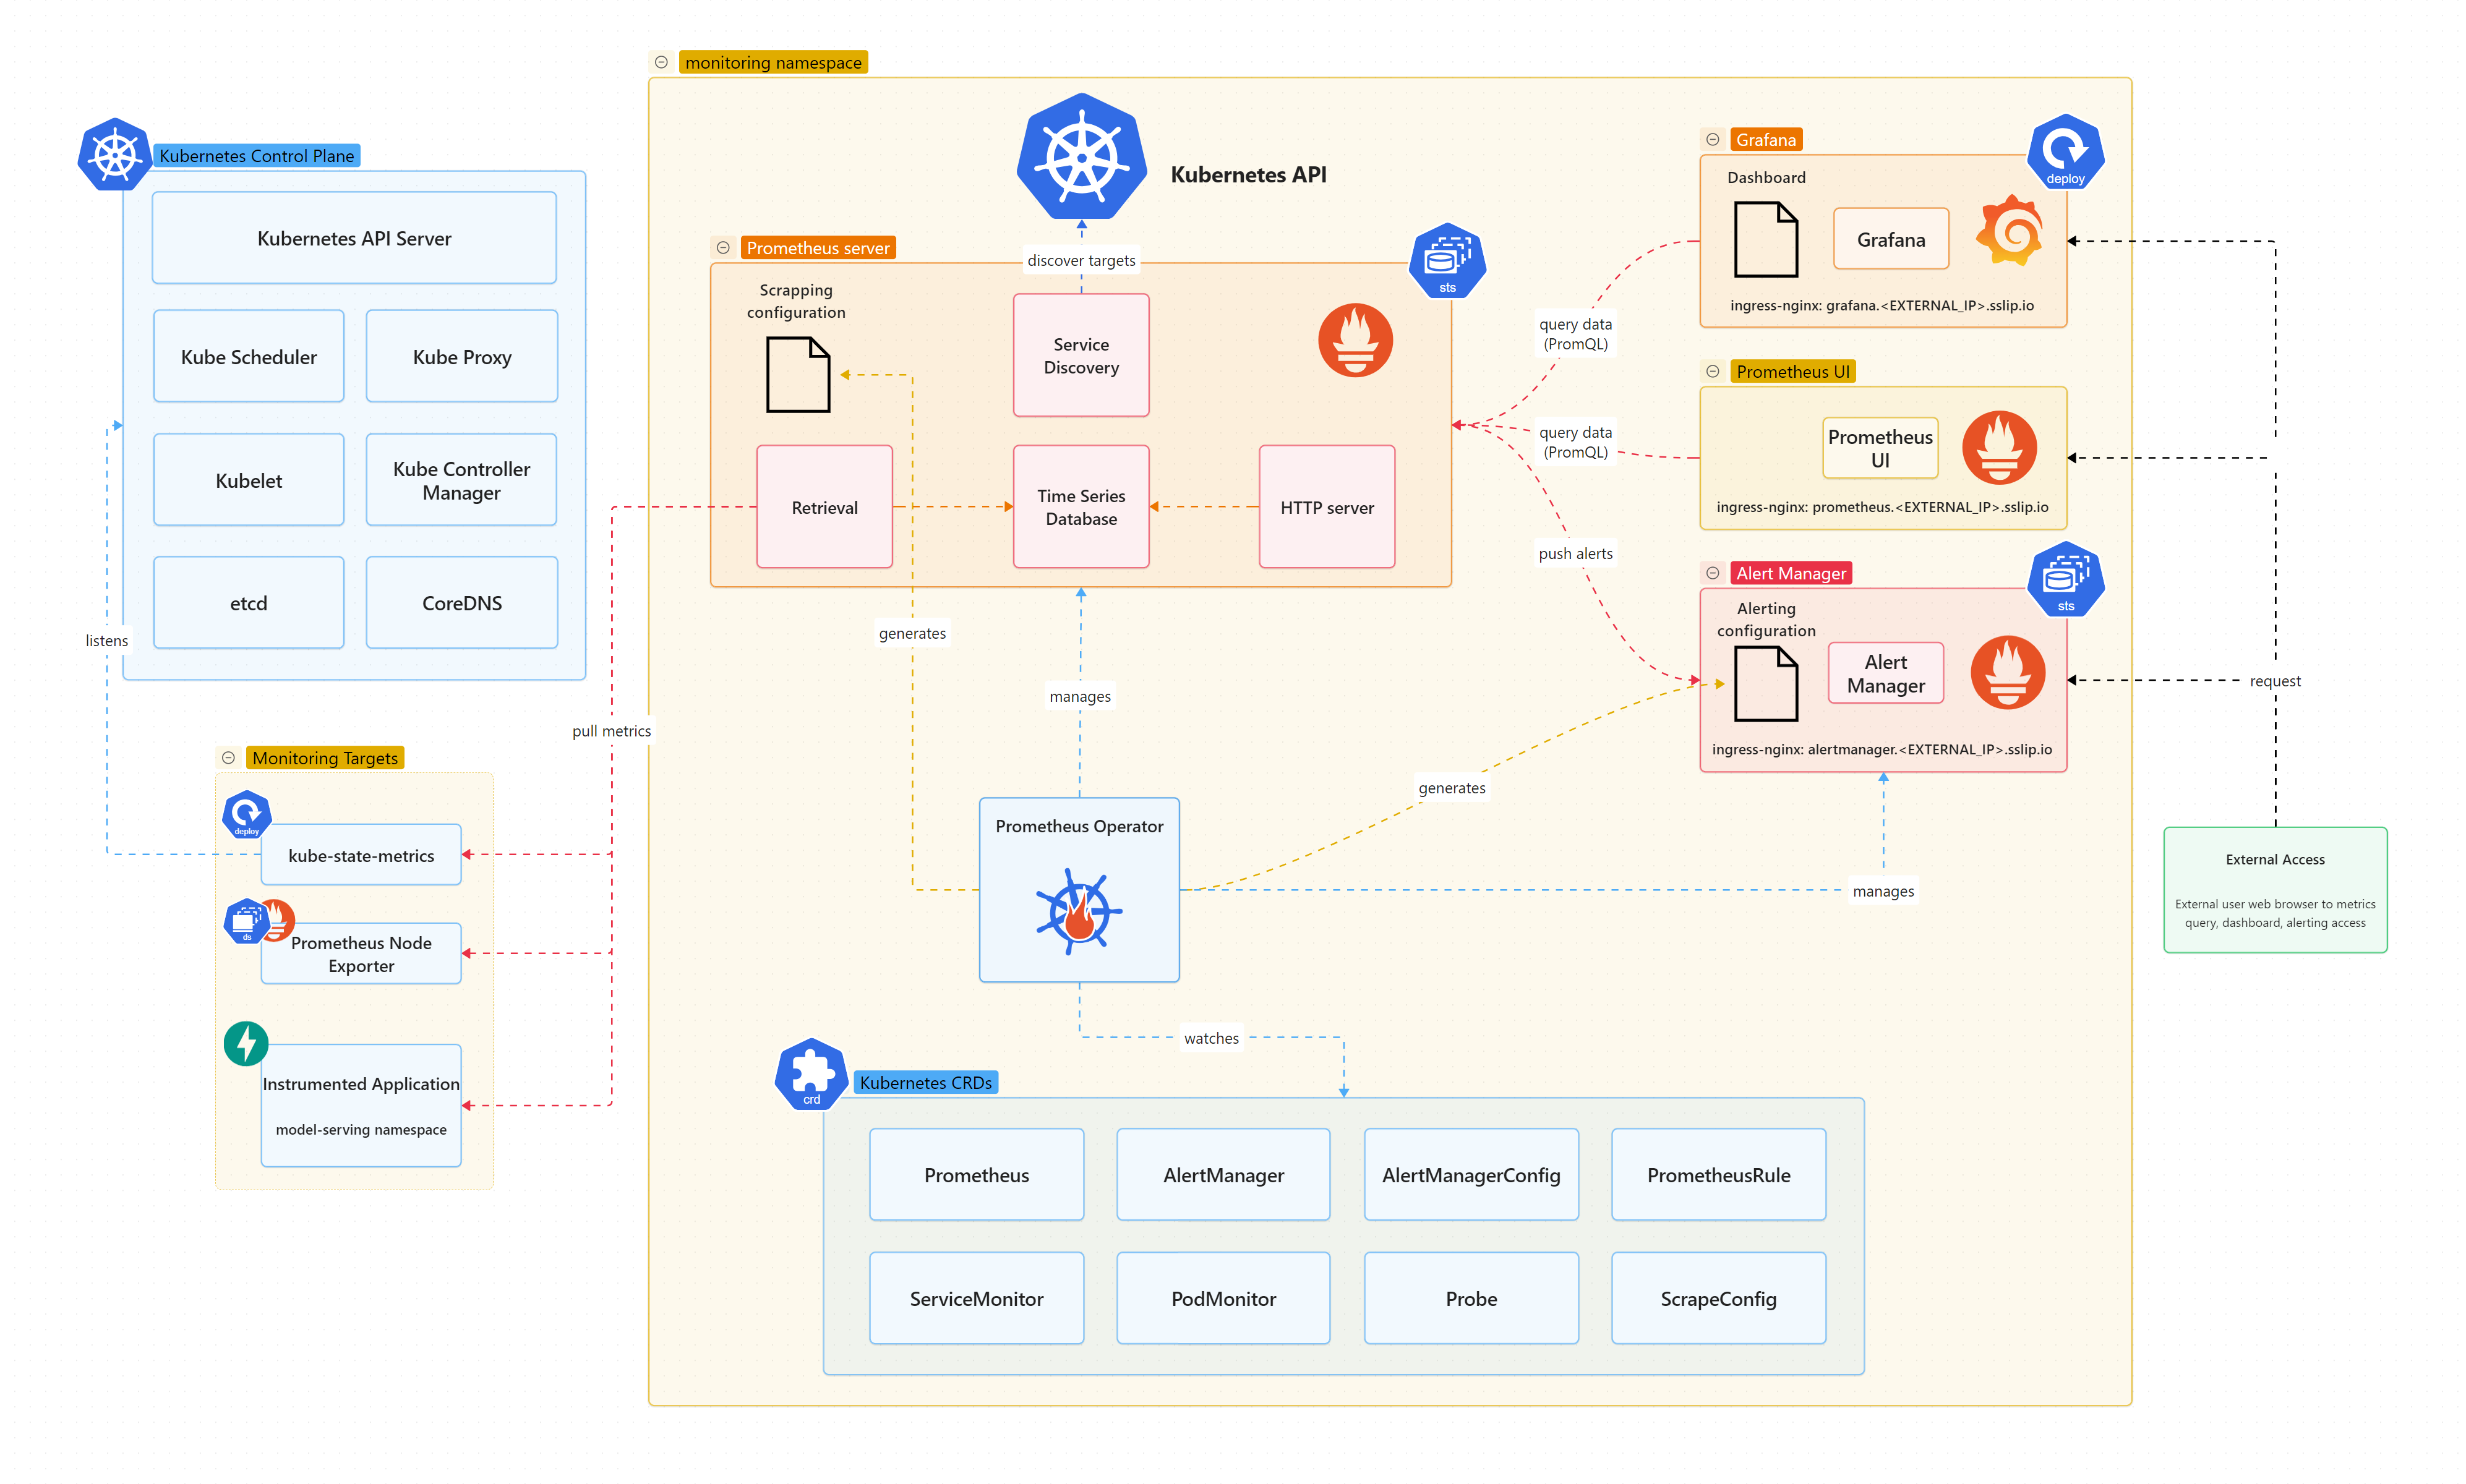 monitoring namespace
Kubernetes API
Kubernetes Control Plane
Kubernetes API Server
Kube Scheduler
Kube Proxy
Kubelet
Kube Controller
Manager
etcd
CoreDNS
listens
pull metrics
Monitoring Targets
deploy
kube-state-metrics
ds
Prometheus Node
Exporter
Instrumented Application
model-serving namespace
Prometheus server
sts
discover targets
Scrapping
configuration
Service
Discovery
Retrieval
Time Series
Database
HTTP server
generates
manages
query data
(PromQL)
query data
(PromQL)
push alerts
Grafana
deploy
Dashboard
Grafana
ingress-nginx: grafana.<EXTERNAL_IP>.sslip.io
Prometheus UI
Prometheus
UI
ingress-nginx: prometheus.<EXTERNAL_IP>.sslip.io
Alert Manager
sts
Alerting
configuration
Alert
Manager
ingress-nginx: alertmanager.<EXTERNAL_IP>.sslip.io
request
External Access
External user web browser to metrics
query, dashboard, alerting access
generates
manages
Prometheus Operator
watches
crd
Kubernetes CRDs
Prometheus
AlertManager
AlertManagerConfig
PrometheusRule
ServiceMonitor
PodMonitor
Probe
ScrapeConfig